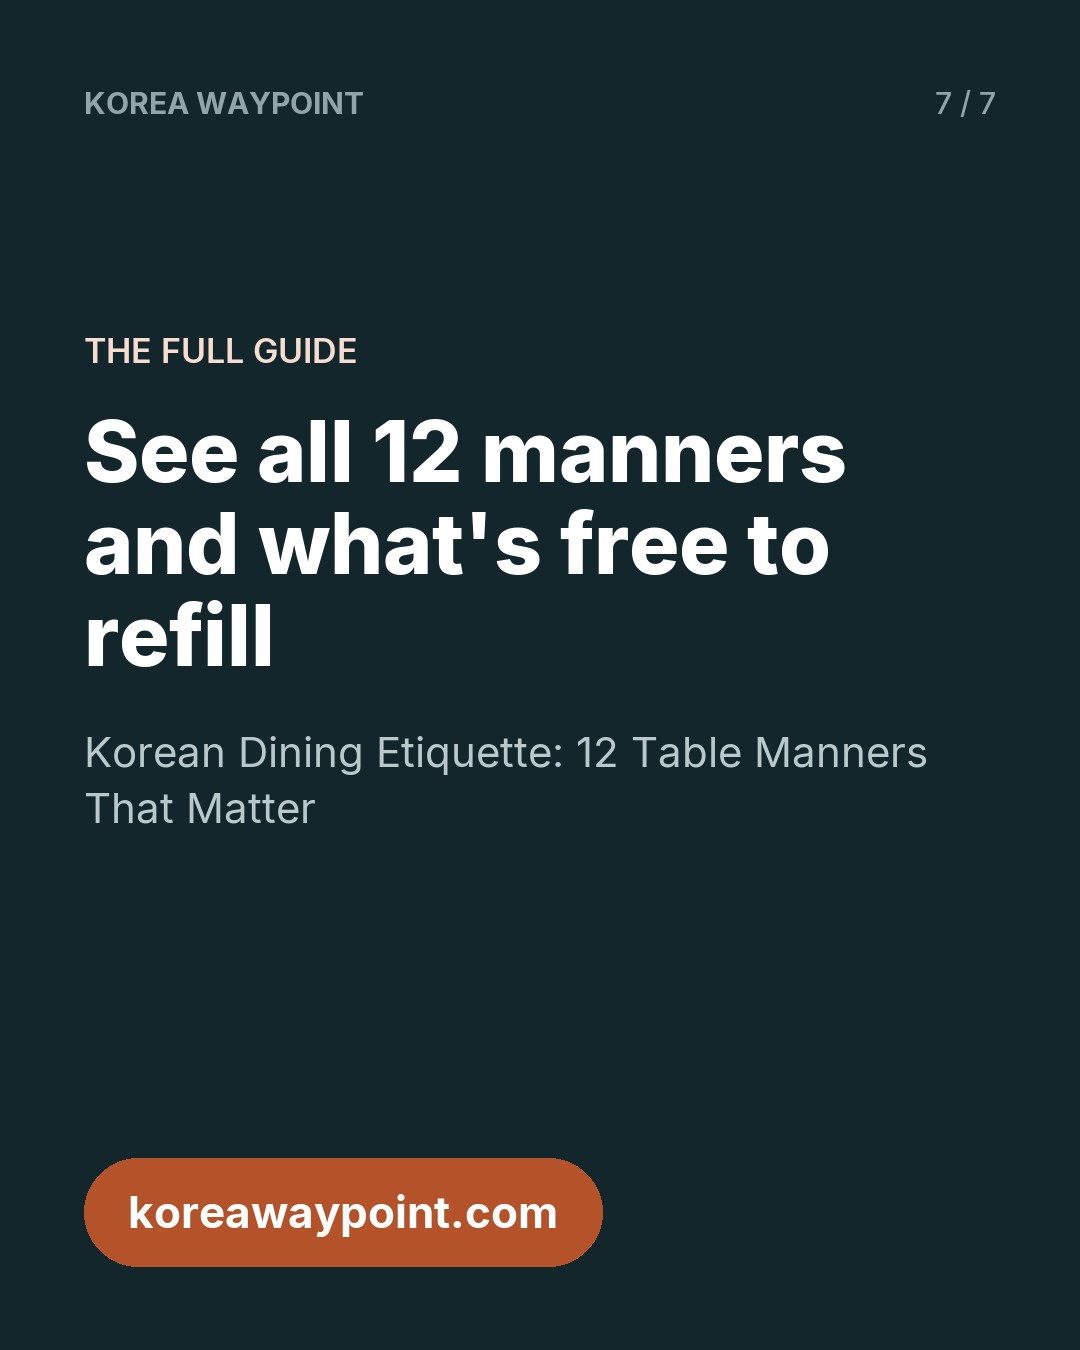 KOREA WAYPOINT
7 / 7
THE FULL GUIDE
See all 12 manners
and what's free to
refill
Korean Dining Etiquette: 12 Table Manners
That Matter
koreawaypoint.com